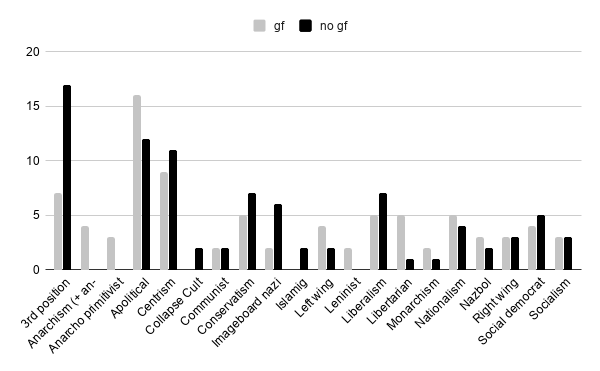 gf no gf
20
15
10
5
0
3rd position
Anarchism (+ an-
Anarcho primitivist
Apolitical
Centrism
Collapse Cult
Communist
Conservatism
Imageboard nazi
Islamig
Left wing
Leninist
Liberalism
Libertarian
Monarchism
Nationalism
Nazbol
Right wing
Social democrat
Socialism